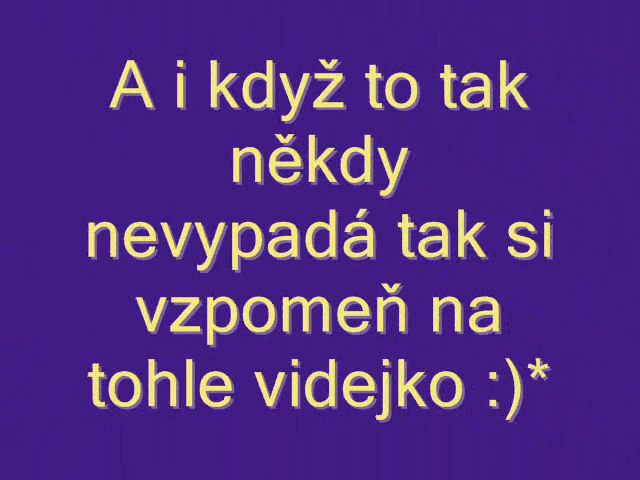 A i když to tak
někdy
nevypadá tak si
vzpomeň na
tohle videjko :)*